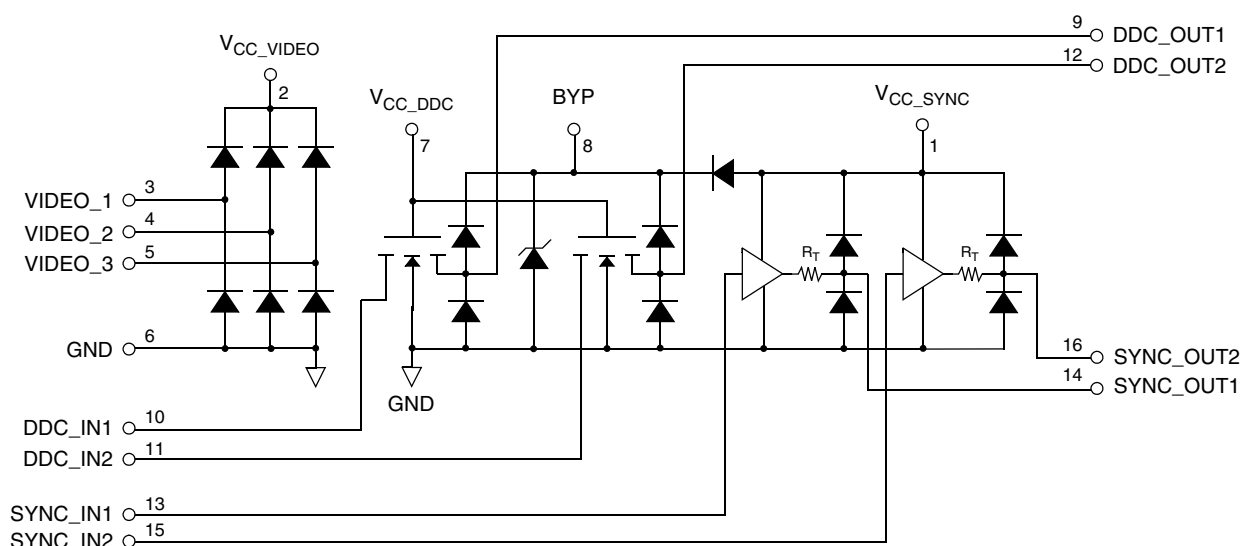 9 DDC_OUT1
12 DDC_OUT2
VCC_VIDEO
2
VCC_DDC
7
BYP
8
VCC_SYNC
1
VIDEO_1 3
VIDEO_2 4
VIDEO_3 5
RT
RT
GND 6
GND
16 SYNC_OUT2
14 SYNC_OUT1
DDC_IN1 10
DDC_IN2 11
SYNC_IN1 13
SYNC_IN2 15